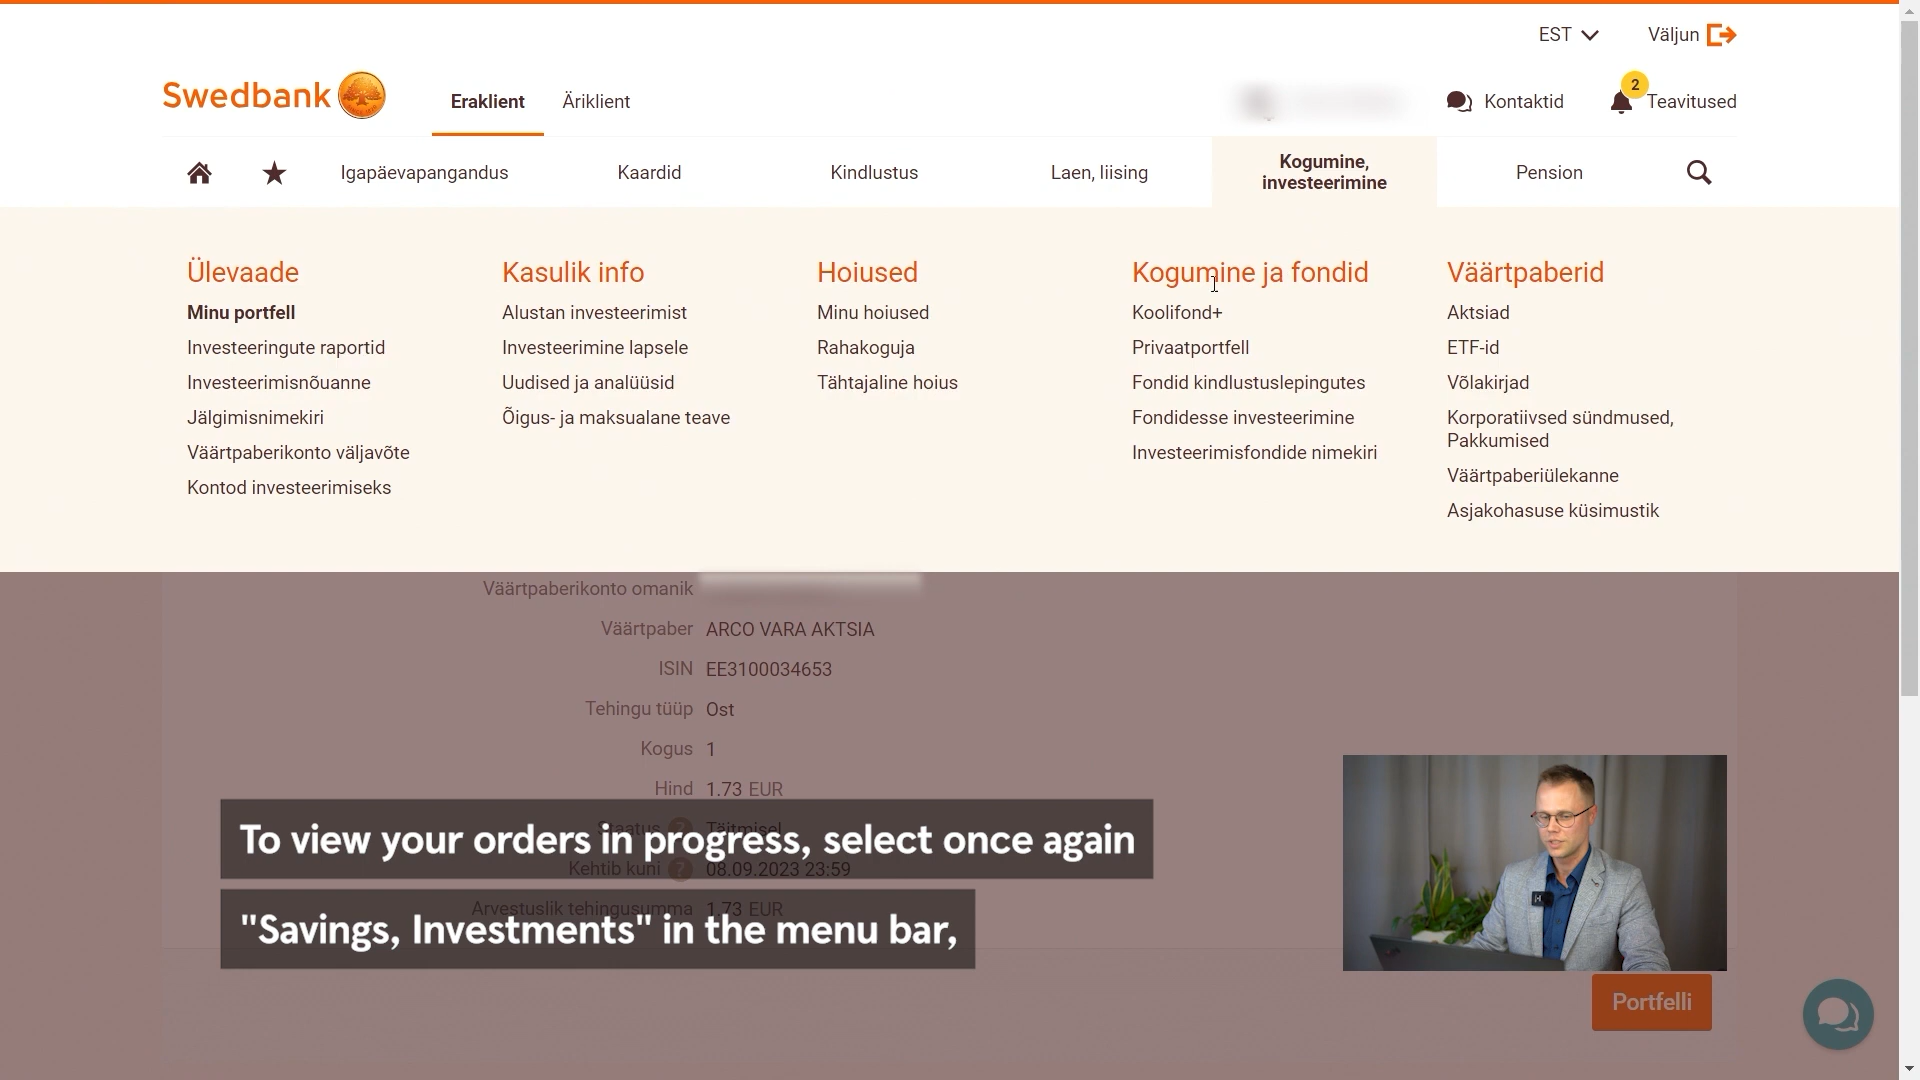 EST
Väljun
Swedbank
Eraklient
Äriklient
Kontaktid
2
Teavitused
Igapäevapangandus
Kaardid
Kindlustus
Laen, liising
Kogumine,
investeerimine
Pension
Ülevaade
Minu portfell
Investeeringute raportid
Investeerimisnõuanne
Jälgimisnimekiri
Väärtpaberikonto väljavõte
Kontod investeerimiseks
Kasulik info
Alustan investeerimist
Investeerimine lapsele
Uudised ja analüüsid
Õigus- ja maksualane teave
Hoiused
Minu hoiused
Rahakoguja
Tähtajaline hoius
Kogumine ja fondid
Koolifond+
Privaatportfell
Fondid kindlustuslepingutes
Fondidesse investeerimine
Investeerimisfondide nimekiri
Väärtpaberid
Aktsiad
ETF-id
Võlakirjad
Korporatiivsed sündmused,
Pakkumised
Väärtpaberiülekanne
Asjakohasuse küsimustik
Väärtpaberikonto omanik
Väärtpaber ARCO VARA AKTSIA
ISIN EE3100034653
Tehingu tüüp Ost
Kogus 1
Hind 1.73 EUR
Staatus ? Täitmisel
To view your orders in progress, select once again
Kehtib kuni ? 08.09.2023 23:59
Arvestuslik tehingusumma 1.73 EUR
"Savings, Investments" in the menu bar,
Portfelli